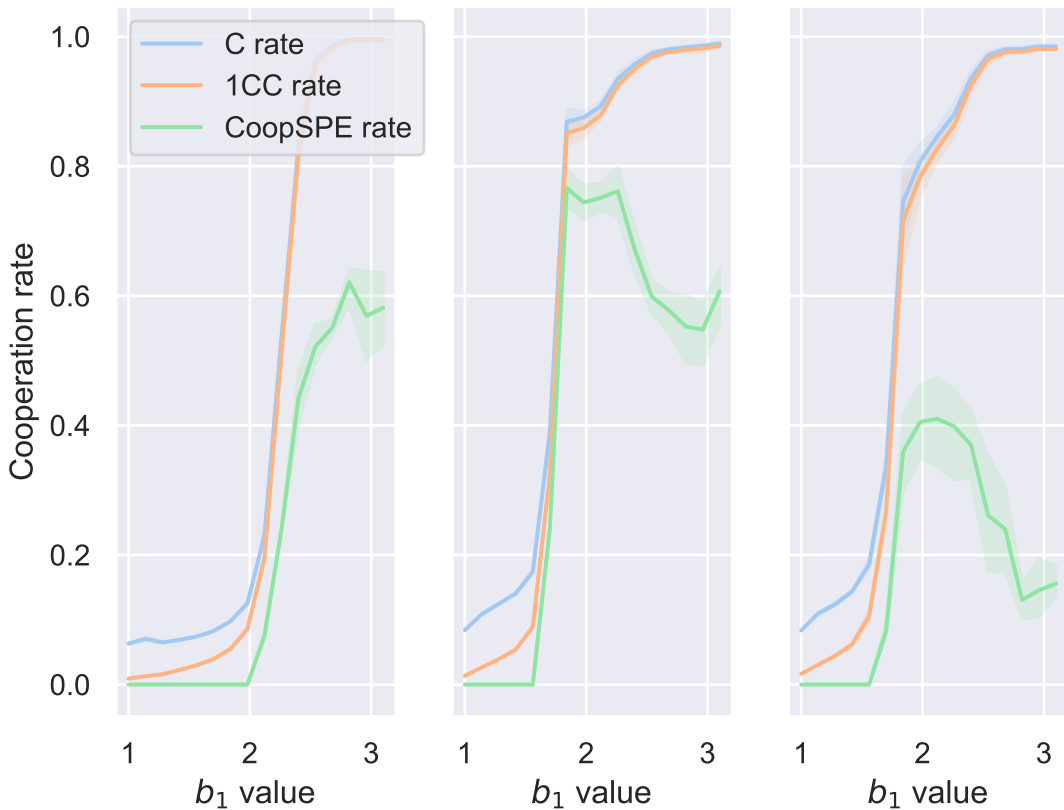 C rate
1CC rate
CoopSPE rate
Cooperation rate
1.0
0.8
0.6
0.4
0.2
0.0
1 2 3
1 2 3
1 2 3
b₁ value
b₁ value
b₁ value